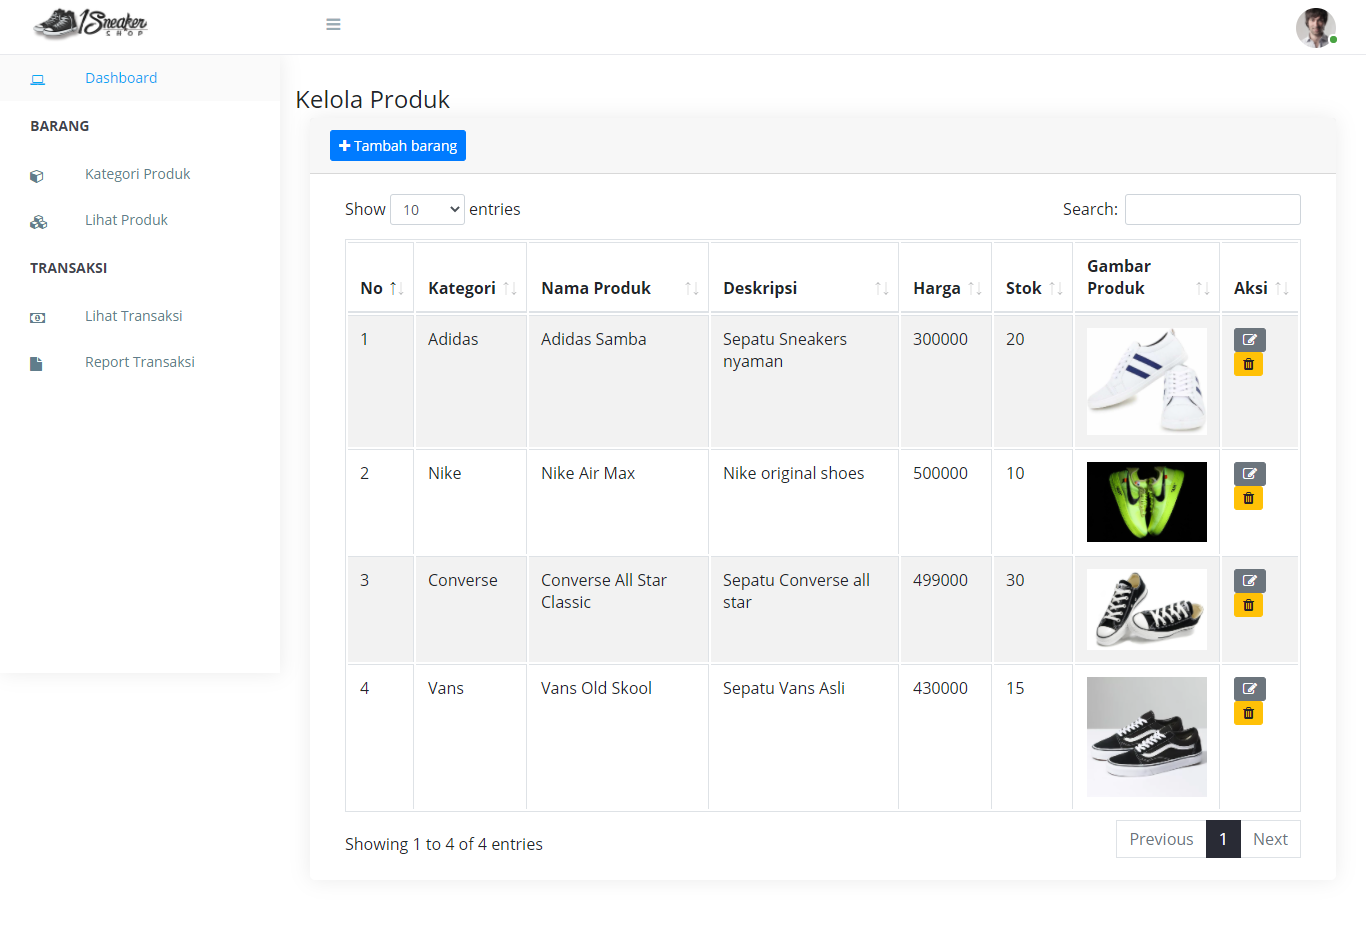 1Sneaker
SHOP
Dashboard
BARANG
Kategori Produk
Lihat Produk
TRANSAKSI
Lihat Transaksi
Report Transaksi
Kelola Produk
Tambah barang
Show 10 entries
Search:
No Kategori Nama Produk Deskripsi Harga Stok Gambar Produk Aksi
1 Adidas Adidas Samba Sepatu Sneakers nyaman 300000 20
2 Nike Nike Air Max Nike original shoes 500000 10
3 Converse Converse All Star Classic Sepatu Converse all star 499000 30
4 Vans Vans Old Skool Sepatu Vans Asli 430000 15
Showing 1 to 4 of 4 entries
Previous 1 Next